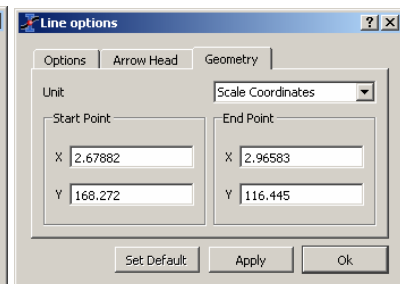 Line options
Options Arrow Head Geometry
Unit Scale Coordinates
Start Point End Point
X 2.67882 X 2.96583
Y 168.272 Y 116.445
Set Default Apply Ok